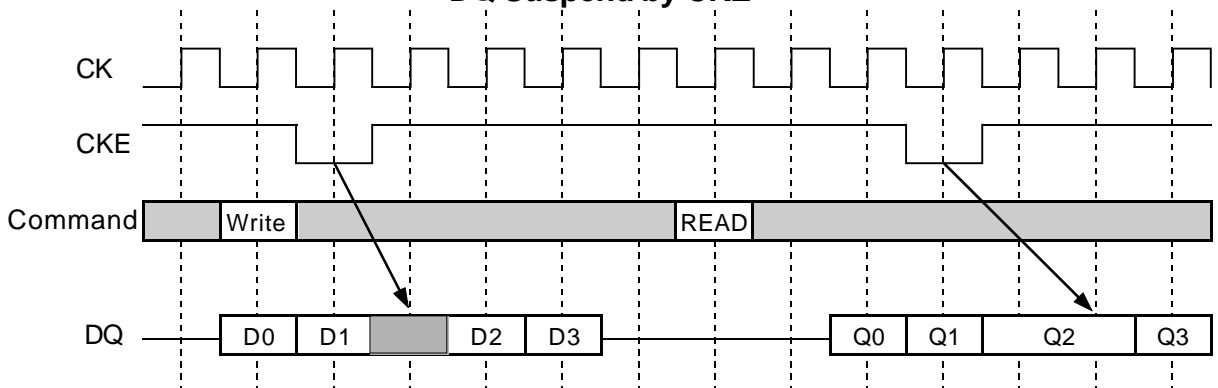 DQ Suspend by CKE
CK
CKE
Command Write READ
DQ D0 D1 D2 D3 Q0 Q1 Q2 Q3